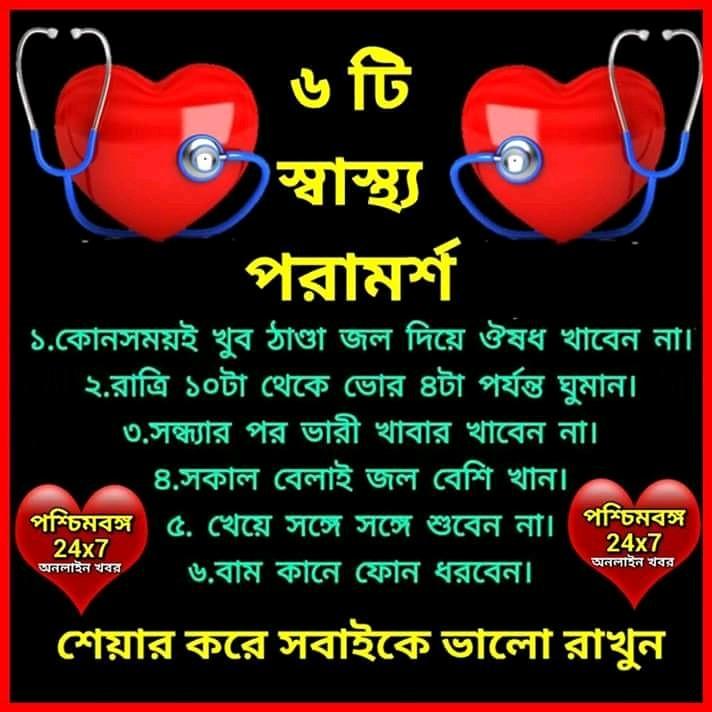 ৬ টি
স্বাস্থ্য
পরামর্শ
১.কোনসময়ই খুব ঠাণ্ডা জল দিয়ে ঔষধ খাবেন না।
২.রাত্রি ১০টা থেকে ভোর ৪টা পর্যন্ত ঘুমান।
৩.সন্ধ্যার পর ভারী খাবার খাবেন না।
৪.সকাল বেলাই জল বেশি খান।
৫. খেয়ে সঙ্গে সঙ্গে শুবেন না।
৬.বাম কানে ফোন ধরবেন।
পশ্চিমবঙ্গ
24x7
অনলাইন খবর
পশ্চিমবঙ্গ
24x7
অনলাইন খবর
শেয়ার করে সবাইকে ভালো রাখুন